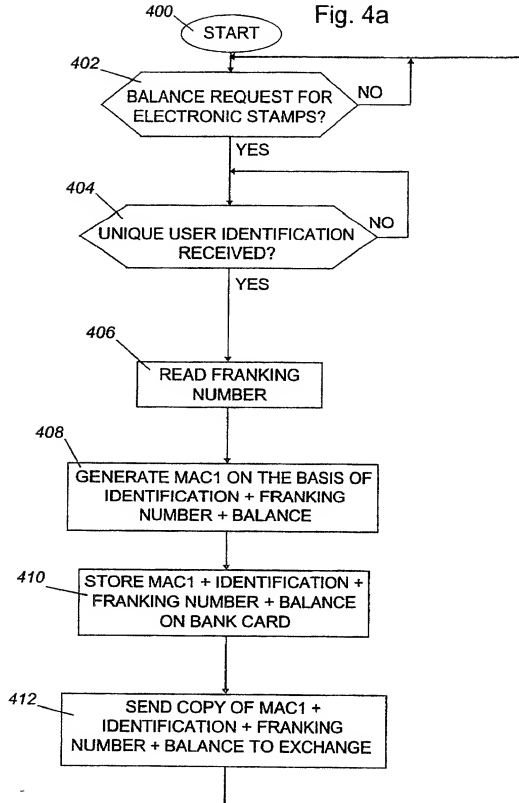 Fig. 4a
400
START
402
BALANCE REQUEST FOR
ELECTRONIC STAMPS?
NO
YES
404
UNIQUE USER IDENTIFICATION
RECEIVED?
NO
YES
406
READ FRANKING
NUMBER
408
GENERATE MAC1 ON THE BASIS OF
IDENTIFICATION + FRANKING
NUMBER + BALANCE
410
STORE MAC1 + IDENTIFICATION +
FRANKING NUMBER + BALANCE
ON BANK CARD
412
SEND COPY OF MAC1 +
IDENTIFICATION + FRANKING
NUMBER + BALANCE TO EXCHANGE